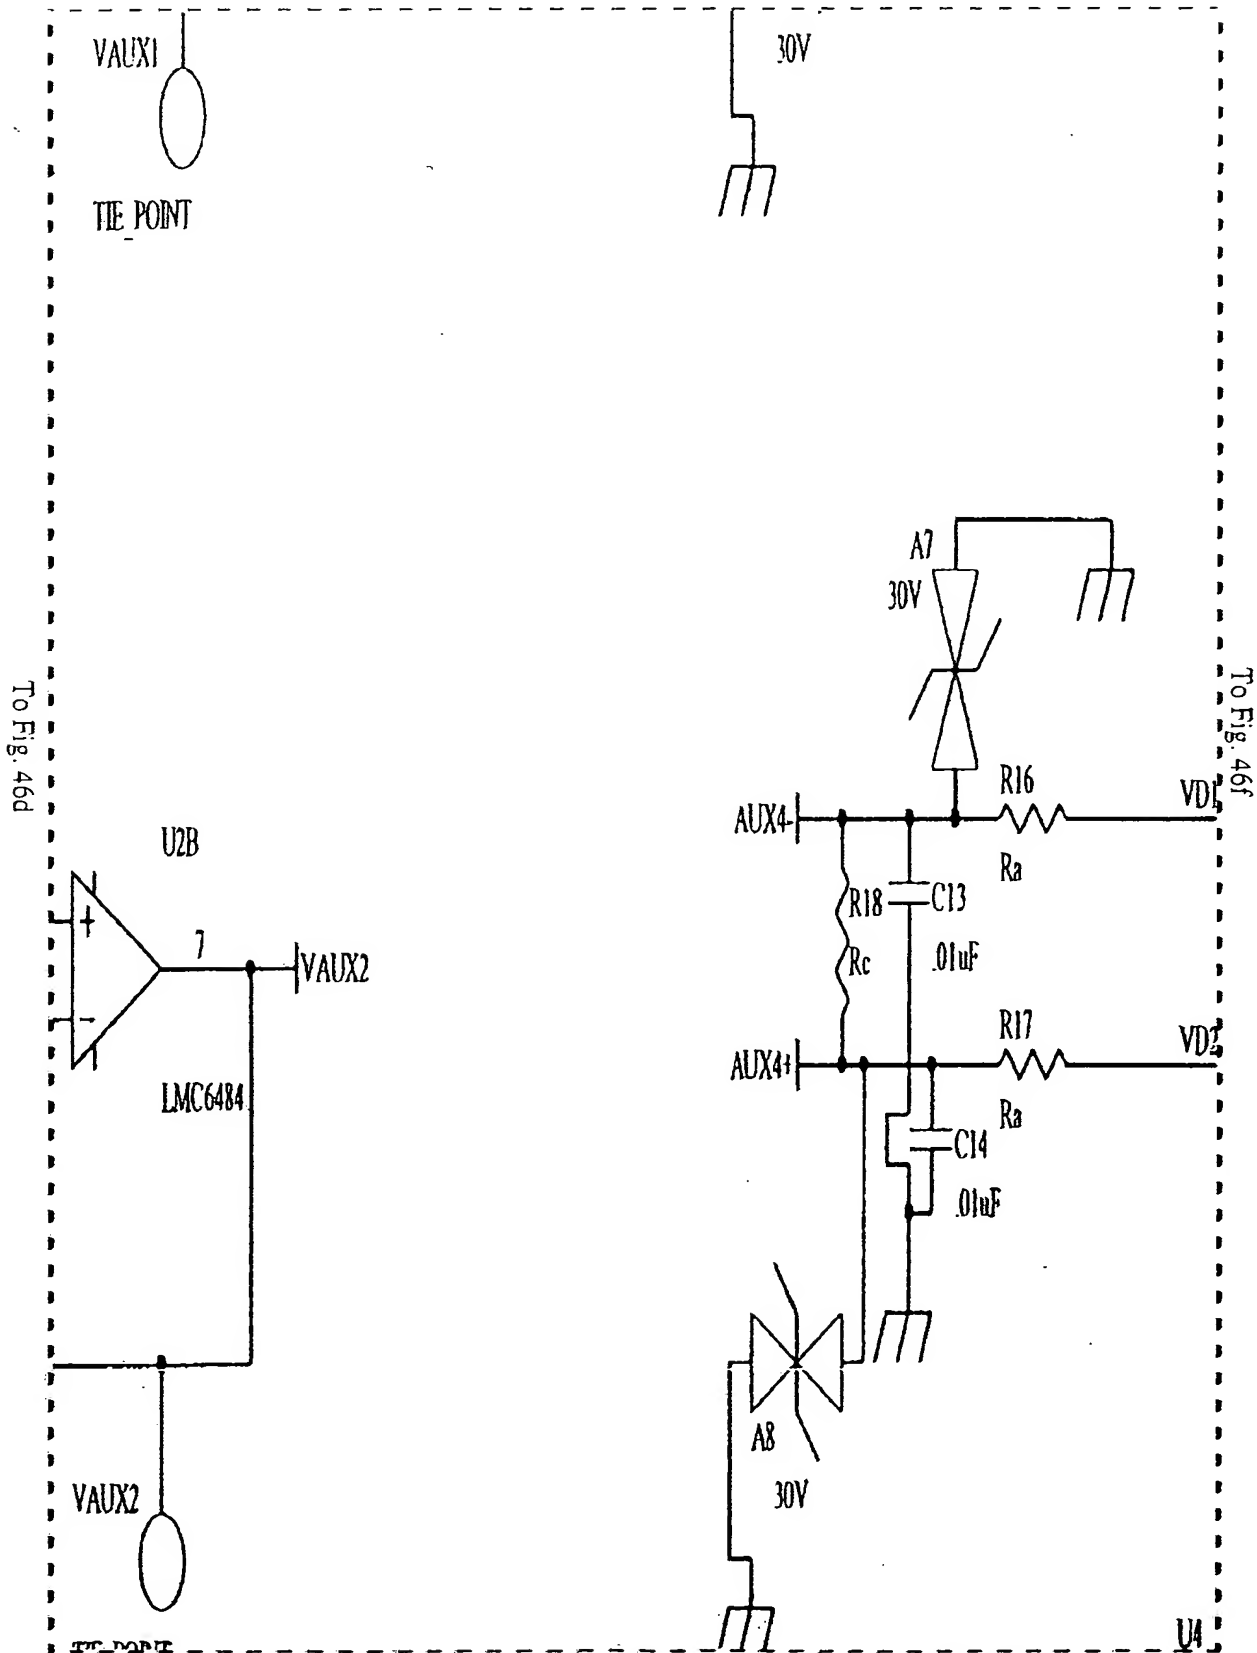 VAUX1
30V
TIE_POINT
A7
30V
To Fig. 46d
To Fig. 46f
R16
VD1
AUX4-
U2B
Ra
R18
C13
+
7
Rc
.01uF
VAUX2
-
R17
VD2
AUX4+
LMC6484
Ra
C14
.01uF
A8
30V
VAUX2
U4